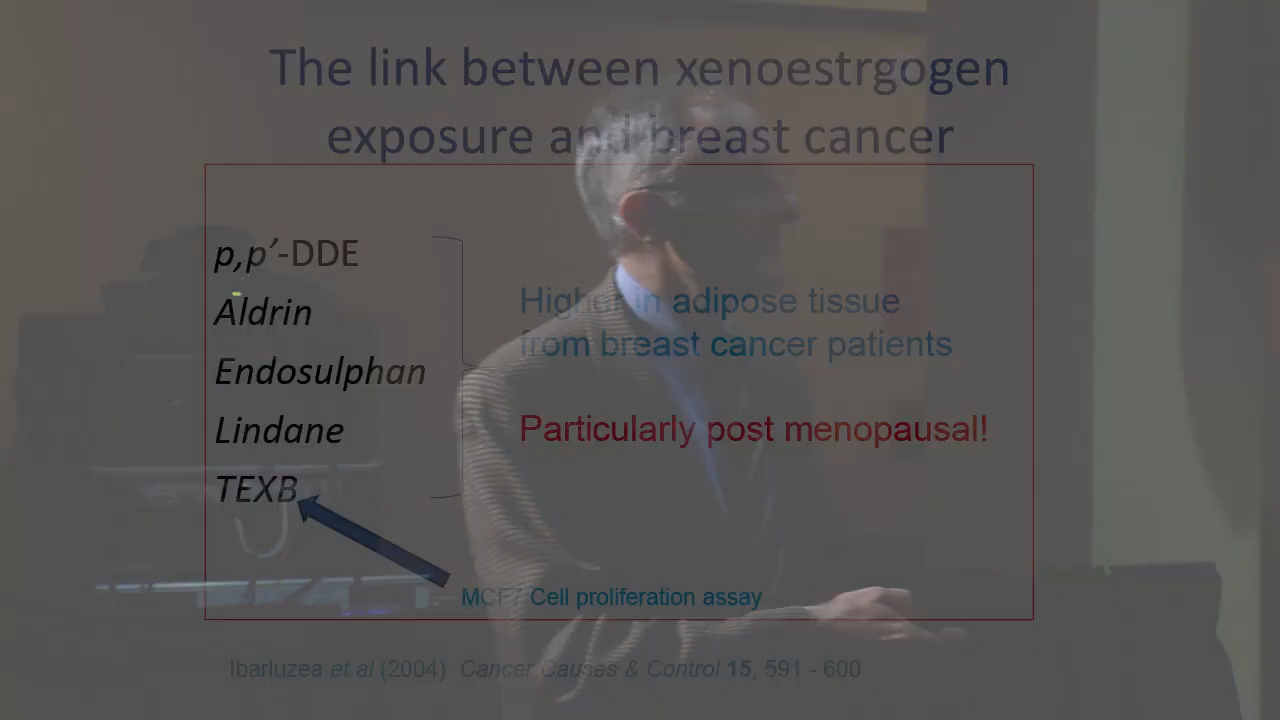 The link between xenoestrgogen
exposure and breast cancer
p,p’-DDE
Aldrin
Endosulphan
Lindane
TEXB
Higher in adipose tissue
from breast cancer patients
Particularly post menopausal!
MCF7 Cell proliferation assay
Ibarluzea et al (2004) Cancer Causes & Control 15, 591 - 600